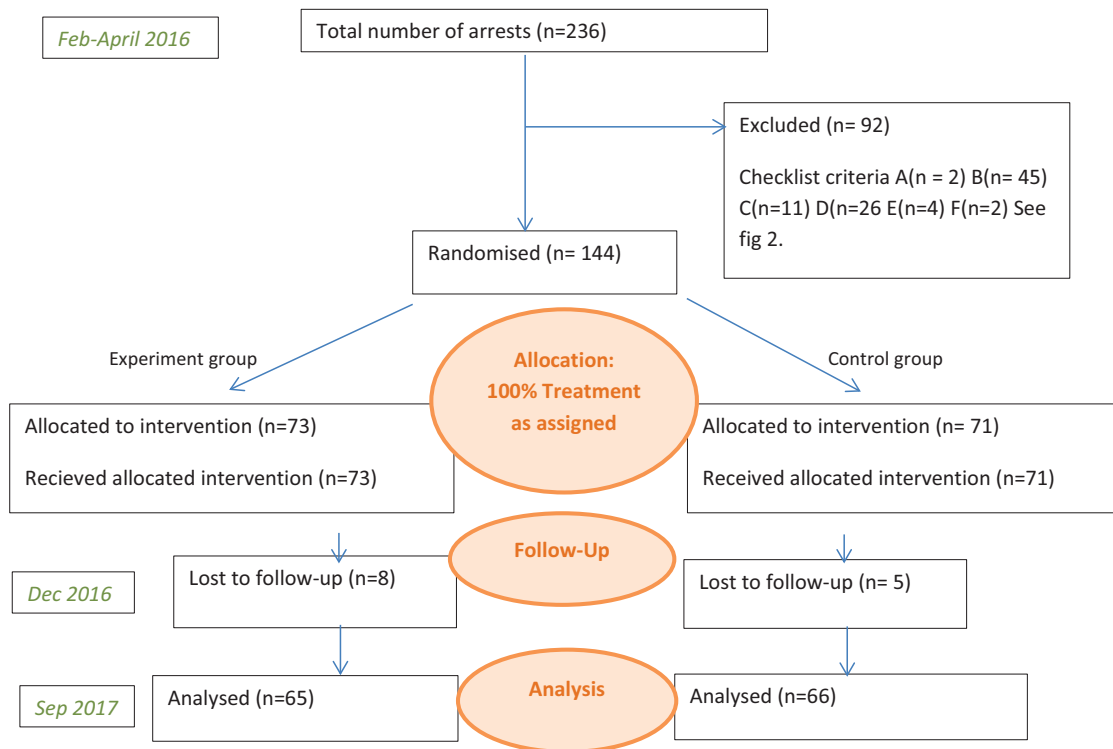 Feb-April 2016
Total number of arrests (n=236)
Excluded (n= 92)
Checklist criteria A(n = 2) B(n= 45)
C(n=11) D(n=26 E(n=4) F(n=2) See
fig 2.
Randomised (n= 144)
Experiment group
Control group
Allocation:
100% Treatment
as assigned
Allocated to intervention (n=73)
Recieved allocated intervention (n=73)
Allocated to intervention (n= 71)
Received allocated intervention (n=71)
Follow-Up
Dec 2016
Lost to follow-up (n=8)
Lost to follow-up (n= 5)
Sep 2017
Analysed (n=65)
Analysis
Analysed (n=66)